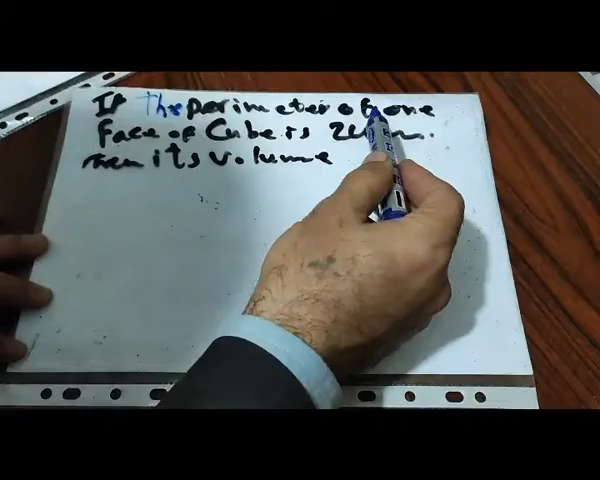 If the perimeter of one
Face of Cube is
then its volume